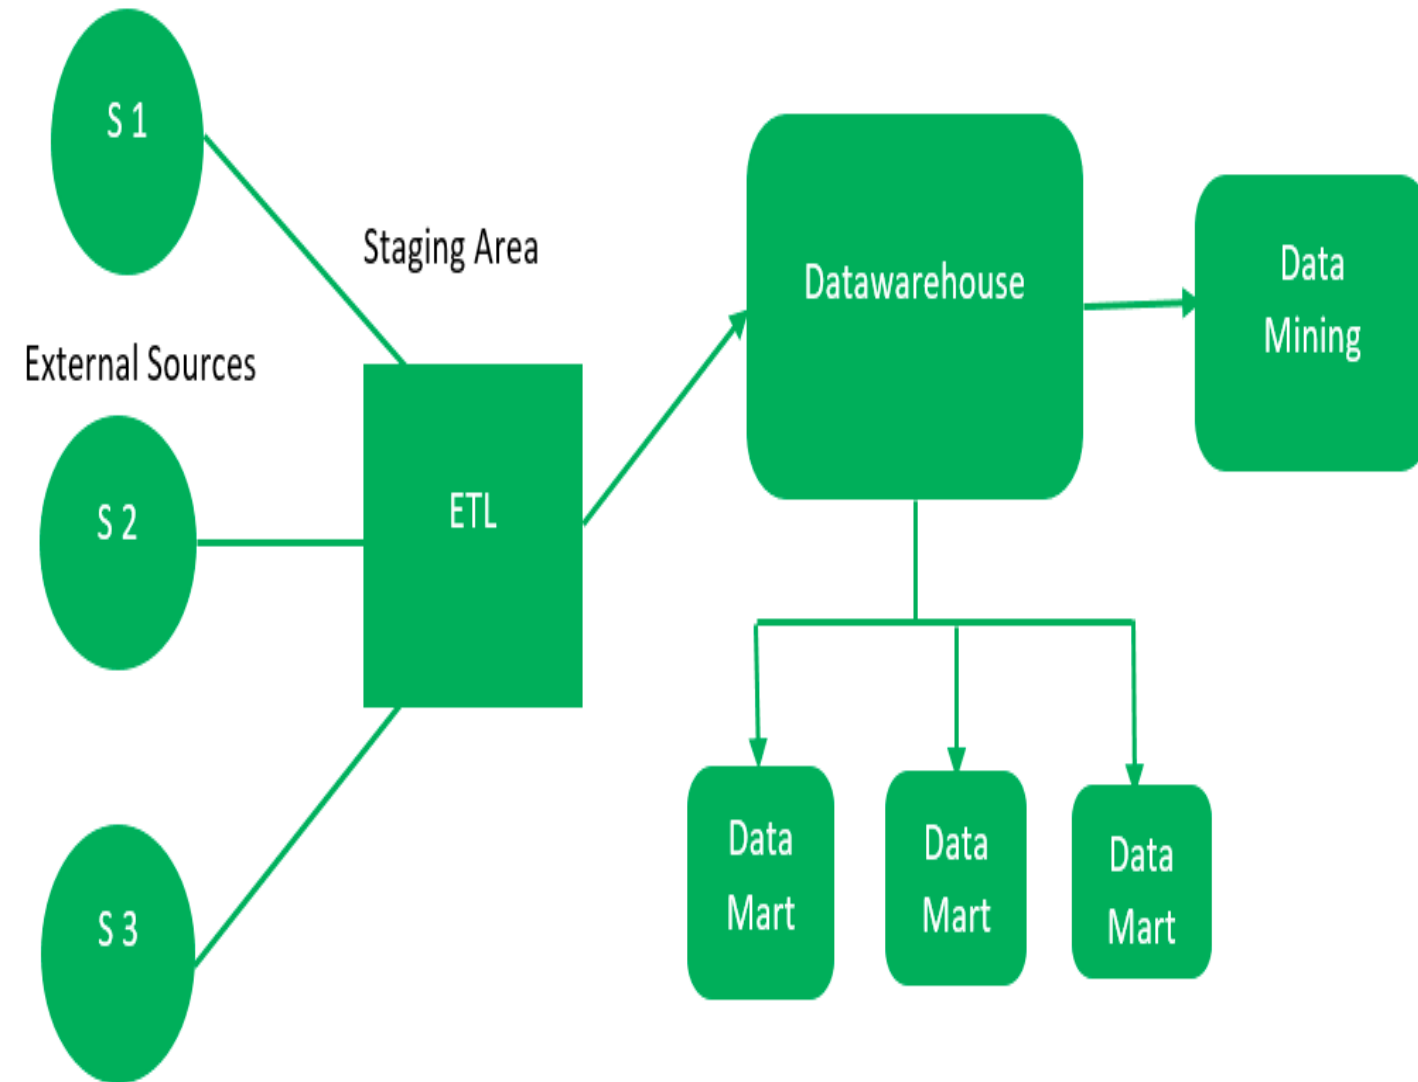 S 1
Staging Area
External Sources
S 2
ETL
S 3
Datawarehouse
Data
Mining
Data
Mart
Data
Mart
Data
Mart